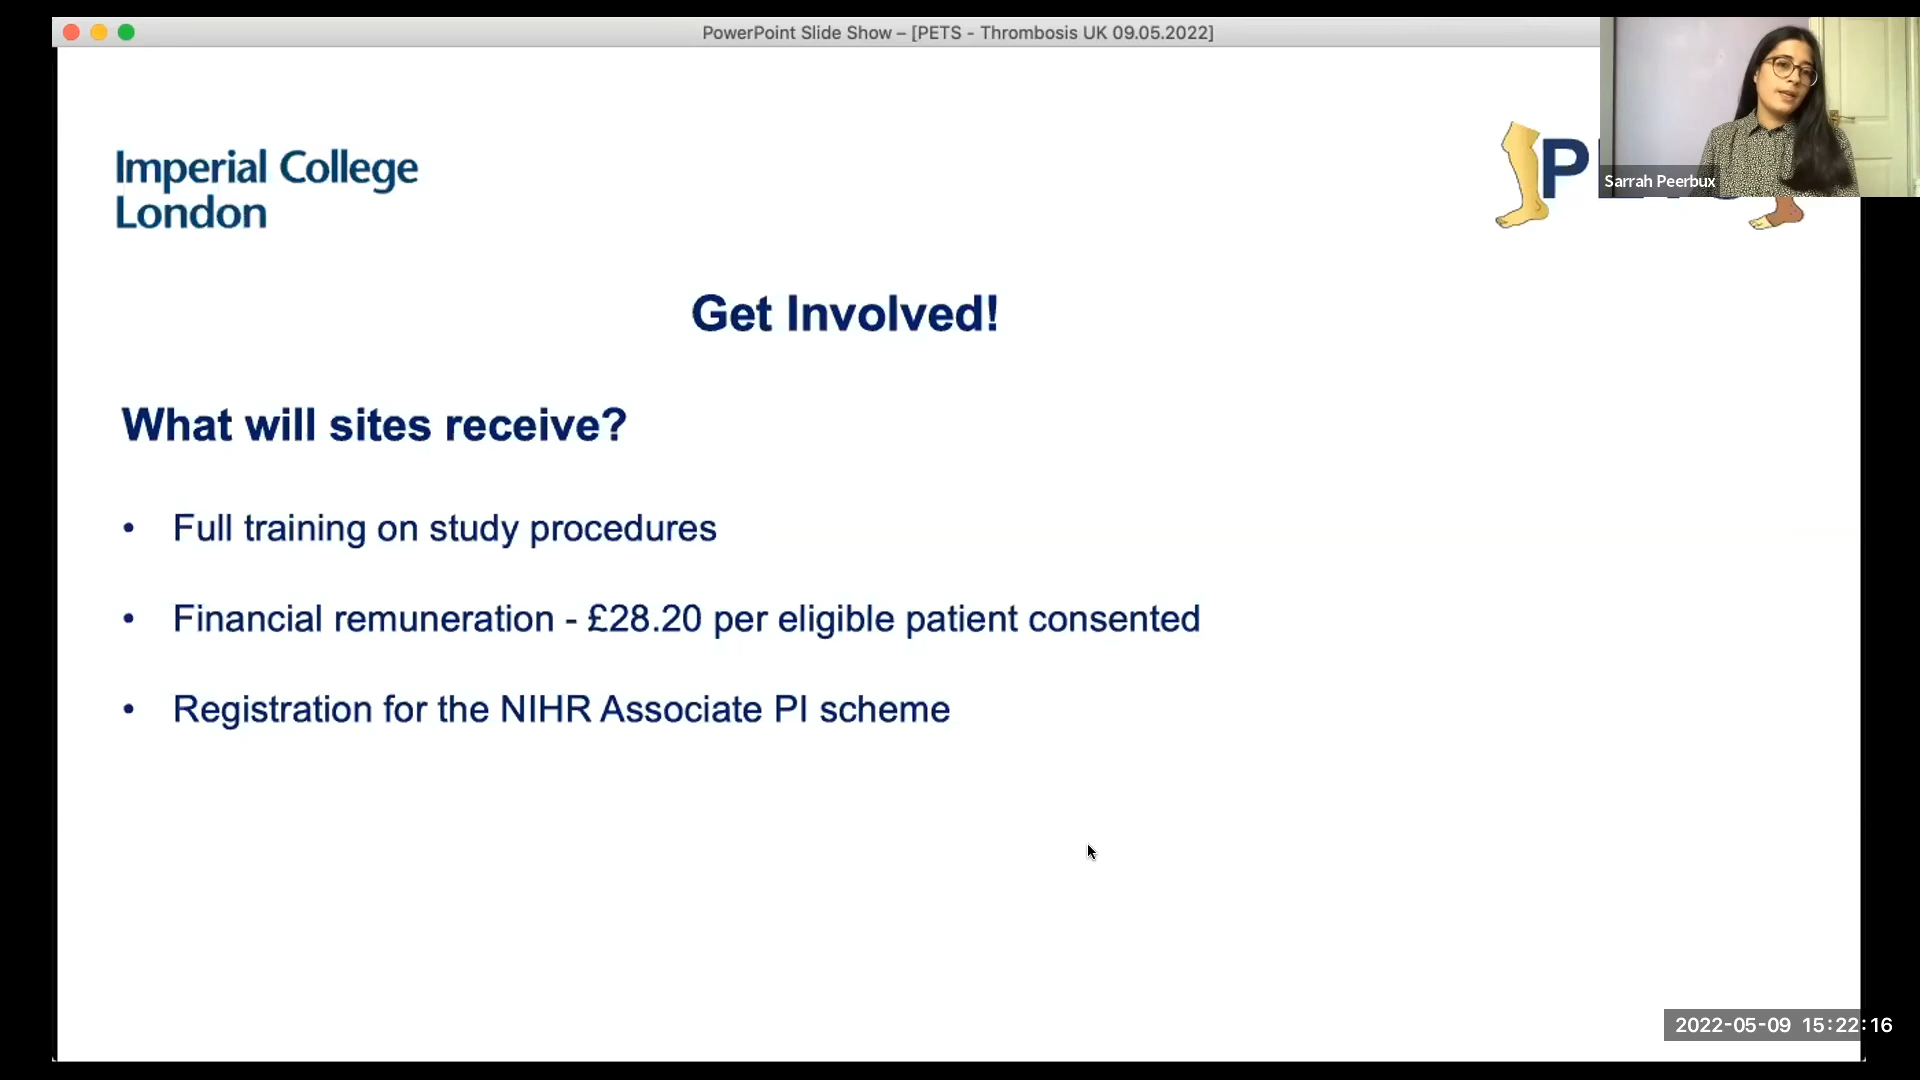 PowerPoint Slide Show – [PETS - Thrombosis UK 09.05.2022]
Imperial College
London
P
Sarrah Peerbux
Get Involved!
What will sites receive?
• Full training on study procedures
• Financial remuneration - £28.20 per eligible patient consented
• Registration for the NIHR Associate PI scheme
2022-05-09 15:22:16